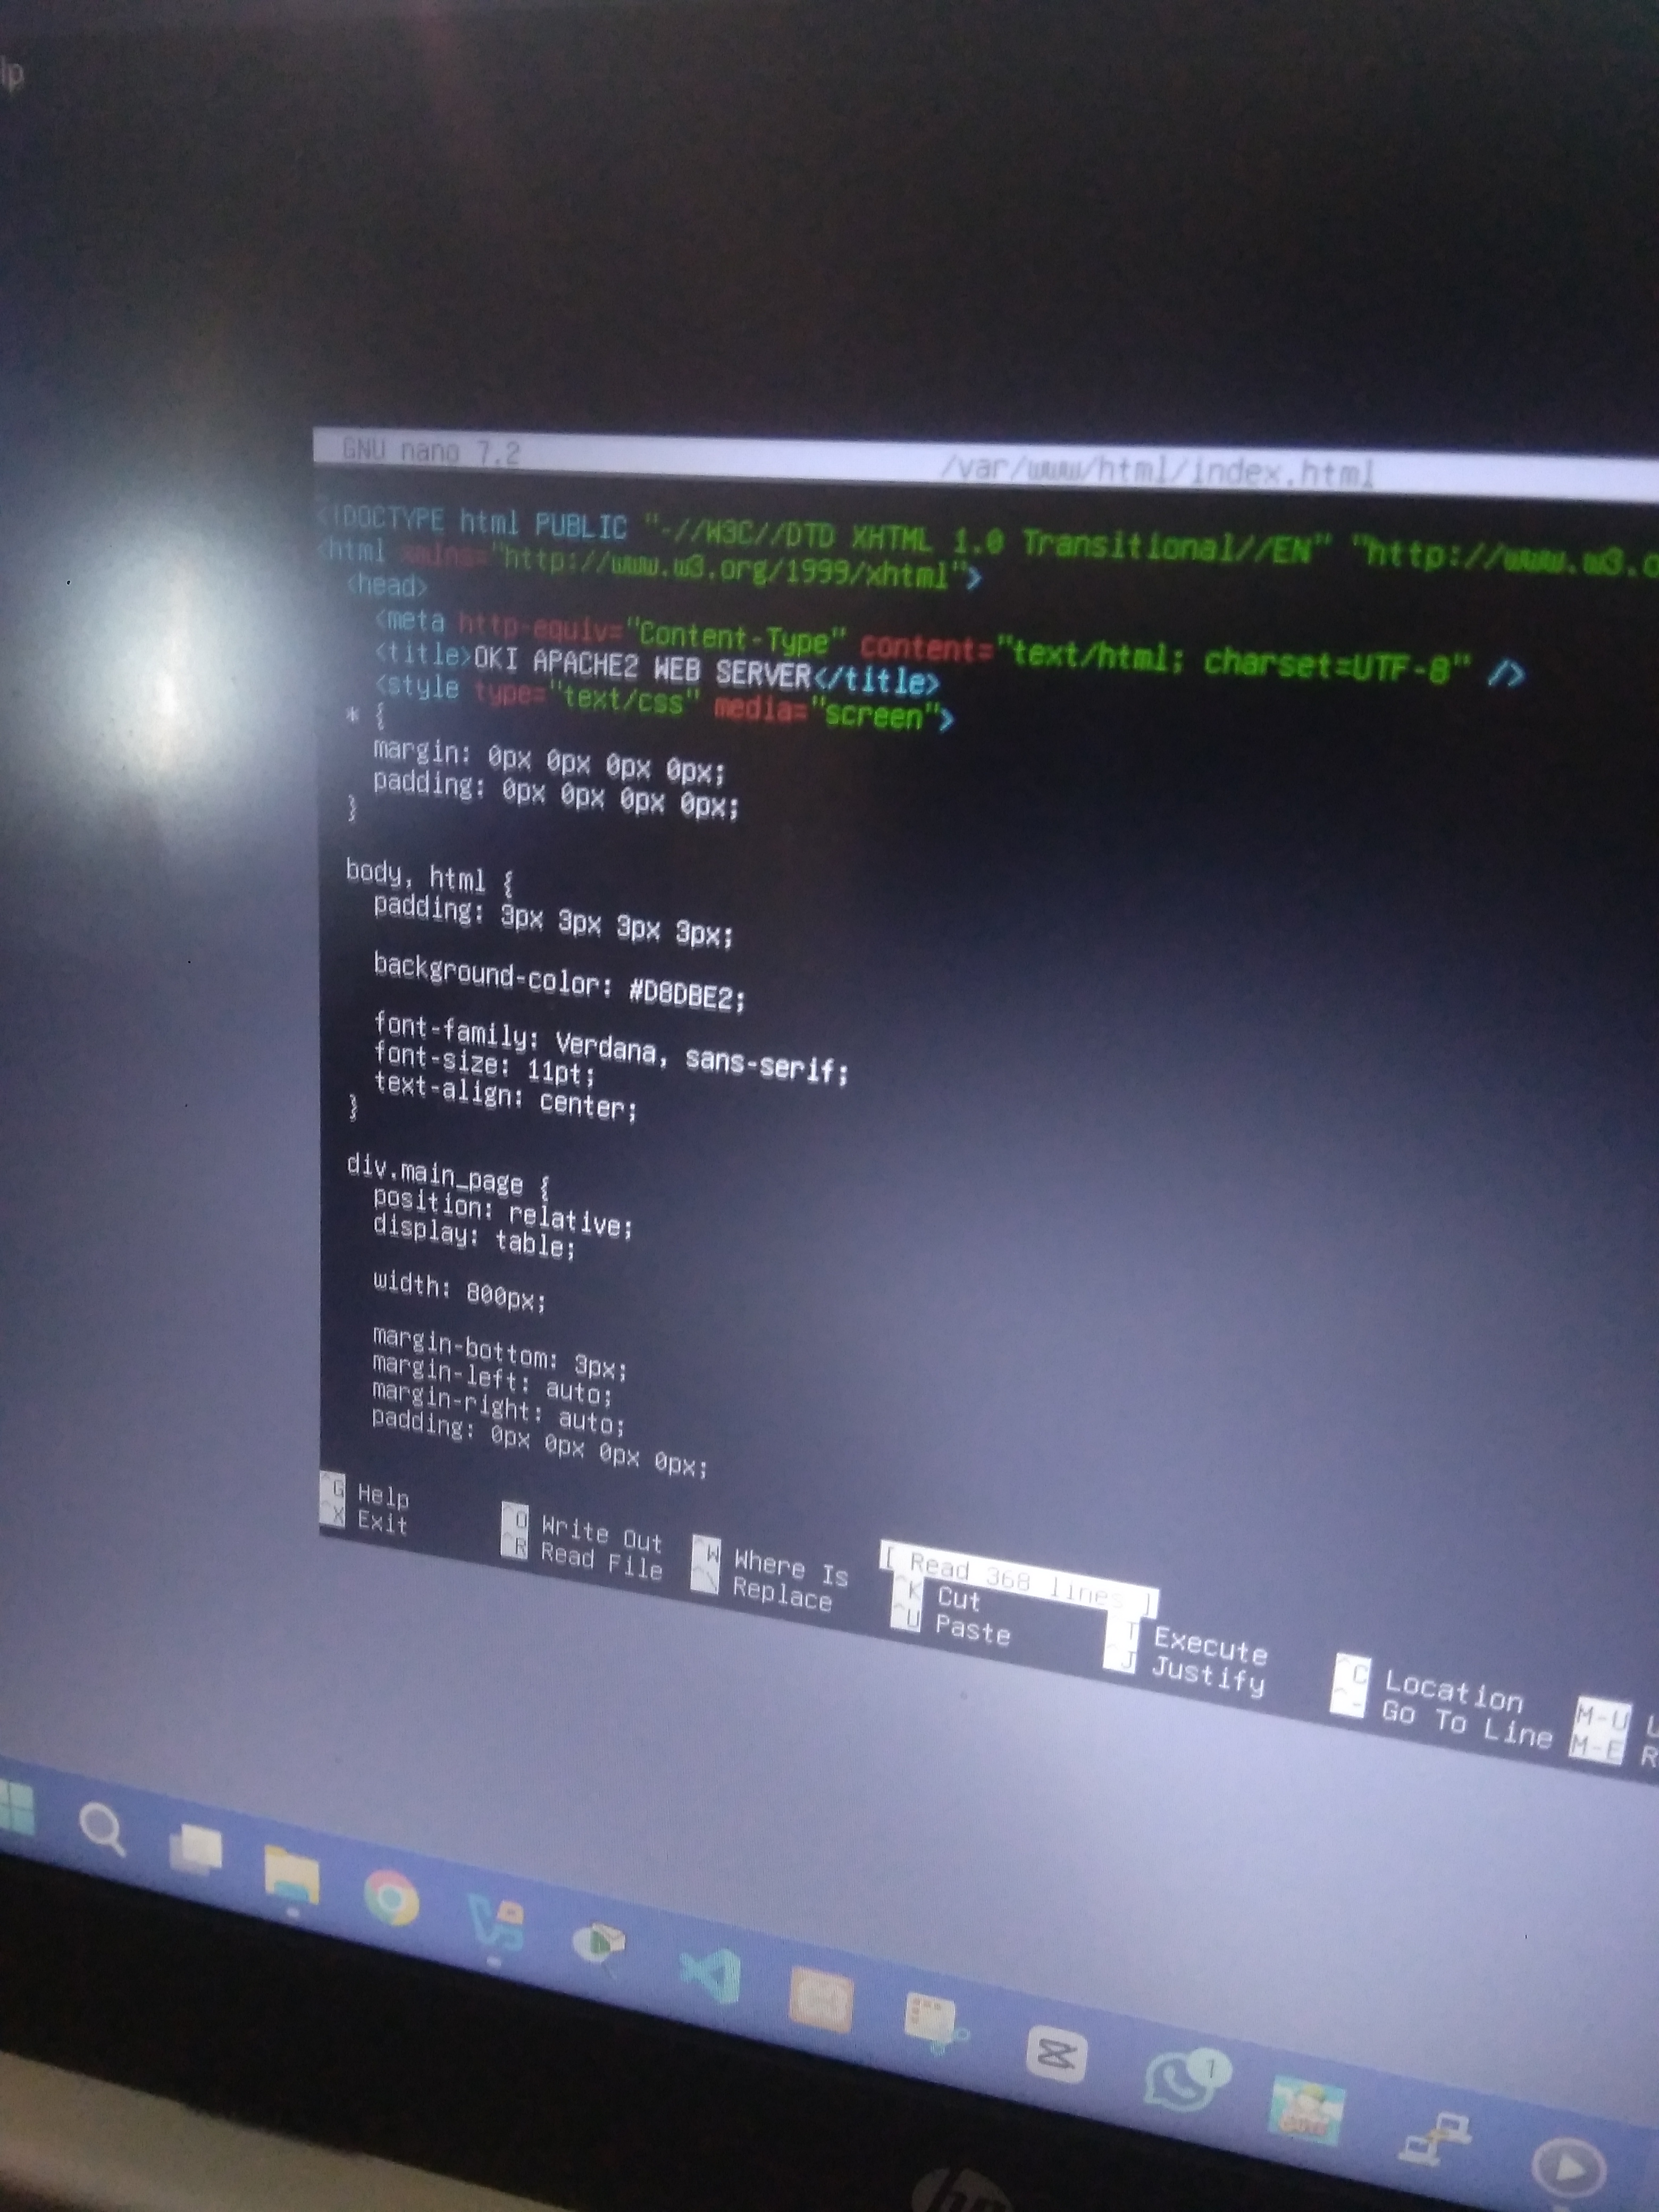 lp
GNU nano 7.2 /var/www/html/index.html
<!DOCTYPE html PUBLIC "-//W3C//DTD XHTML 1.0 Transitional//EN" "http://www.w3.o
<html xmlns="http://www.w3.org/1999/xhtml">
<head>
<meta http-equiv="Content-Type" content="text/html; charset=UTF-8" />
<title>OKI APACHE2 WEB SERVER</title>
<style type="text/css" media="screen">
* {
margin: 0px 0px 0px 0px;
padding: 0px 0px 0px 0px;
}
body, html {
padding: 3px 3px 3px 3px;
background-color: #D8DBE2;
font-family: Verdana, sans-serif;
font-size: 11pt;
text-align: center;
}
div.main_page {
position: relative;
display: table;
width: 800px;
margin-bottom: 3px;
margin-left: auto;
margin-right: auto;
padding: 0px 0px 0px 0px;
[ Read 368 lines ]
^G Help ^O Write Out ^W Where Is ^K Cut ^T Execute ^C Location M-U U
^X Exit ^R Read File ^\ Replace ^U Paste ^J Justify ^- Go To Line M-E R
1
hp